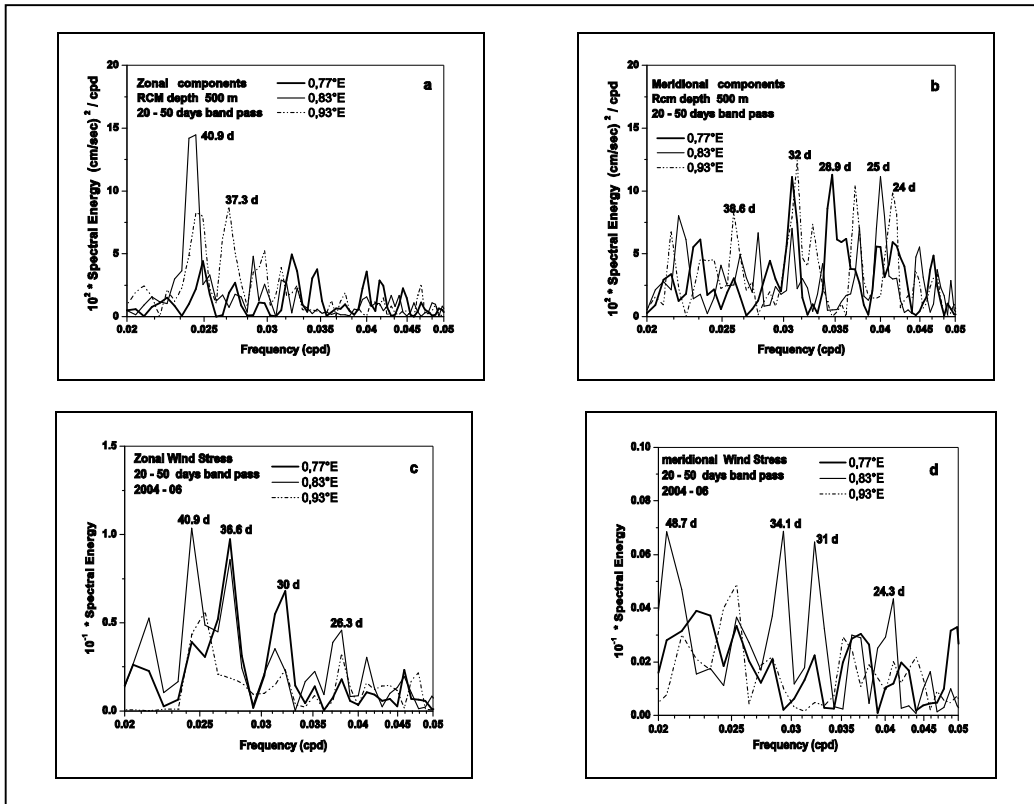 Zonal components
RCM depth 500 m
20 - 50 days band pass
0,77°E
0,83°E
0,93°E
a
40.9 d
37.3 d
20
15
10
5
0
10² * Spectral Energy (cm/sec) ² / cpd
0.02 0.025 0.03 0.035 0.04 0.045 0.05
Frequency (cpd)
Meridional components
Rcm depth 500 m
20 - 50 days band pass
0,77°E
0,83°E
0,93°E
b
38.6 d
32 d
28.9 d
25 d
24 d
20
15
10
5
0
10² * Spectral Energy (cm/sec) ² / cpd
0.02 0.025 0.03 0.035 0.04 0.045 0.05
Frequency (cpd)
Zonal Wind Stress
20 - 50 days band pass
2004 - 06
0,77°E
0,83°E
0,93°E
c
40.9 d
36.6 d
30 d
26.3 d
1.5
1.0
0.5
0.0
10⁻¹ * Spectral Energy
0.02 0.025 0.03 0.035 0.04 0.045 0.05
Frequency (cpd)
meridional Wind Stress
20 - 50 days band pass
2004 - 06
0,77°E
0,83°E
0,93°E
d
48.7 d
34.1 d
31 d
24.3 d
0.10
0.08
0.06
0.04
0.02
0.00
10⁻¹ * Spectral Energy
0.02 0.025 0.03 0.035 0.04 0.045 0.05
Frequency (cpd)